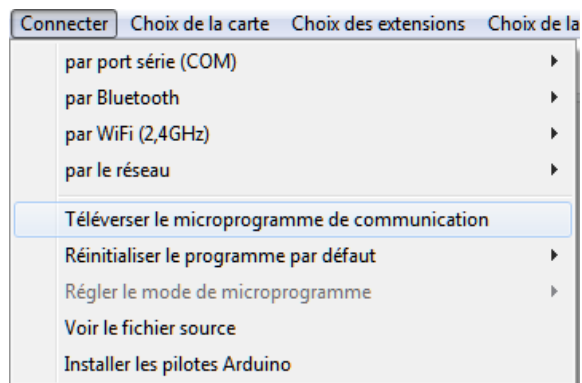 Connecter Choix de la carte Choix des extensions Choix de la
par port série (COM)
par Bluetooth
par WiFi (2,4GHz)
par le réseau
Téléverser le microprogramme de communication
Réinitialiser le programme par défaut
Régler le mode de microprogramme
Voir le fichier source
Installer les pilotes Arduino